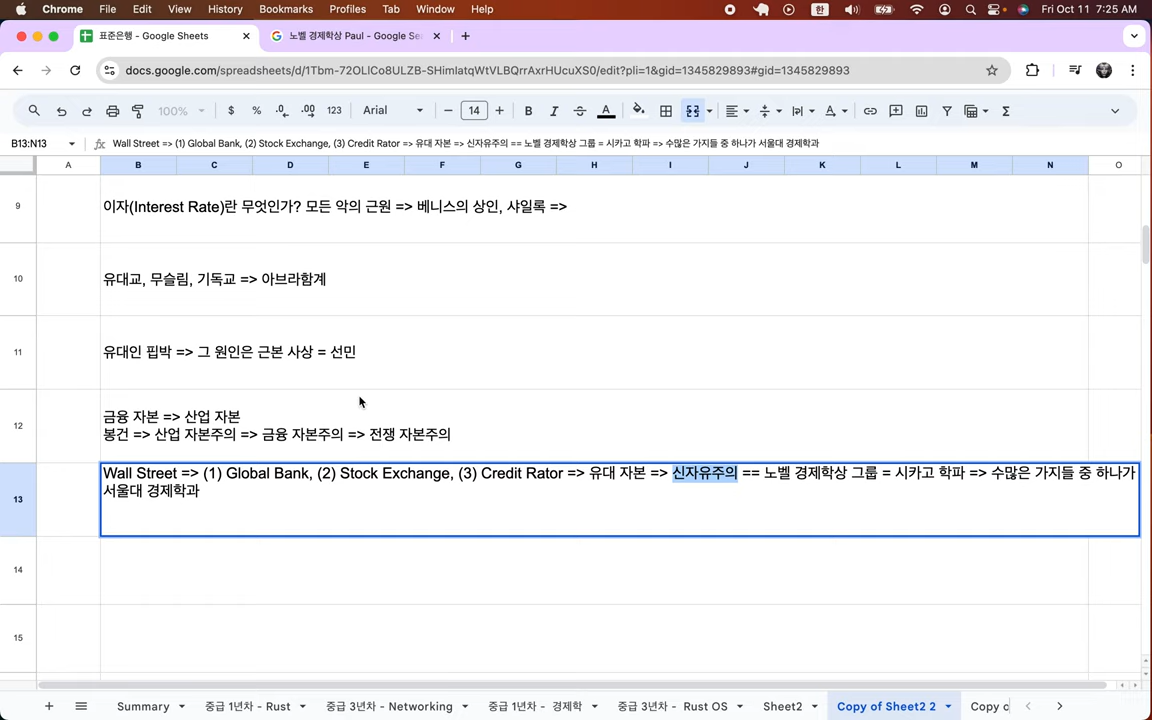 Chrome File Edit View History Bookmarks Profiles Tab Window Help 한 Fri Oct 11 7:25 AM
표준은행 - Google Sheets
노벨 경제학상 Paul - Google Se
docs.google.com/spreadsheets/d/1Tbm-72OLlCo8ULZB-SHimlatqWtVLBQrrAxrHUcuXS0/edit?pli=1&gid=1345829893#gid=1345829893
100% $ % .0 .00 123 Arial 14 B I A
B13:N13 fx Wall Street => (1) Global Bank, (2) Stock Exchange, (3) Credit Rator => 유대 자본 => 신자유주의 == 노벨 경제학상 그룹 = 시카고 학파 => 수많은 가지들 중 하나가 서울대 경제학과
A B C D E F G H I J K L M N O
9 이자(Interest Rate)란 무엇인가? 모든 악의 근원 => 베니스의 상인, 샤일록 =>
10 유대교, 무슬림, 기독교 => 아브라함계
11 유대인 핍박 => 그 원인은 근본 사상 = 선민
금융 자본 => 산업 자본
12 봉건 => 산업 자본주의 => 금융 자본주의 => 전쟁 자본주의
Wall Street => (1) Global Bank, (2) Stock Exchange, (3) Credit Rator => 유대 자본 => 신자유주의 == 노벨 경제학상 그룹 = 시카고 학파 => 수많은 가지들 중 하나가
13 서울대 경제학과
14
15
Summary 중급 1년차 - Rust 중급 3년차 - Networking 중급 1년차 - 경제학 중급 3년차 - Rust OS Sheet2 Copy of Sheet2 2 Copy o